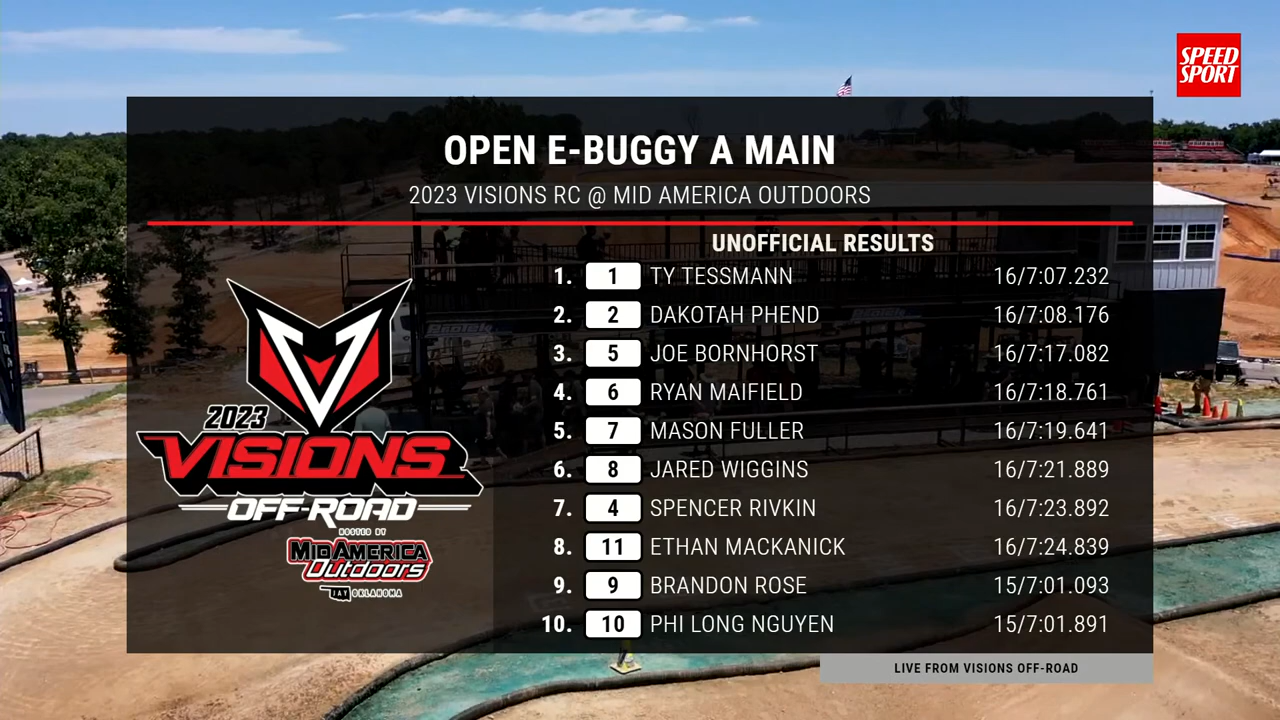 SPEED
SPORT
OPEN E-BUGGY A MAIN
2023 VISIONS RC @ MID AMERICA OUTDOORS
UNOFFICIAL RESULTS
1. 1 TY TESSMANN 16/7:07.232
2. 2 DAKOTAH PHEND 16/7:08.176
3. 5 JOE BORNHORST 16/7:17.082
4. 6 RYAN MAIFIELD 16/7:18.761
5. 7 MASON FULLER 16/7:19.641
6. 8 JARED WIGGINS 16/7:21.889
7. 4 SPENCER RIVKIN 16/7:23.892
8. 11 ETHAN MACKANICK 16/7:24.839
9. 9 BRANDON ROSE 15/7:01.093
10. 10 PHI LONG NGUYEN 15/7:01.891
2023
VISIONS
OFF-ROAD
HOSTED BY
MIDAMERICA
Outdoors
JAY OKLAHOMA
LIVE FROM VISIONS OFF-ROAD